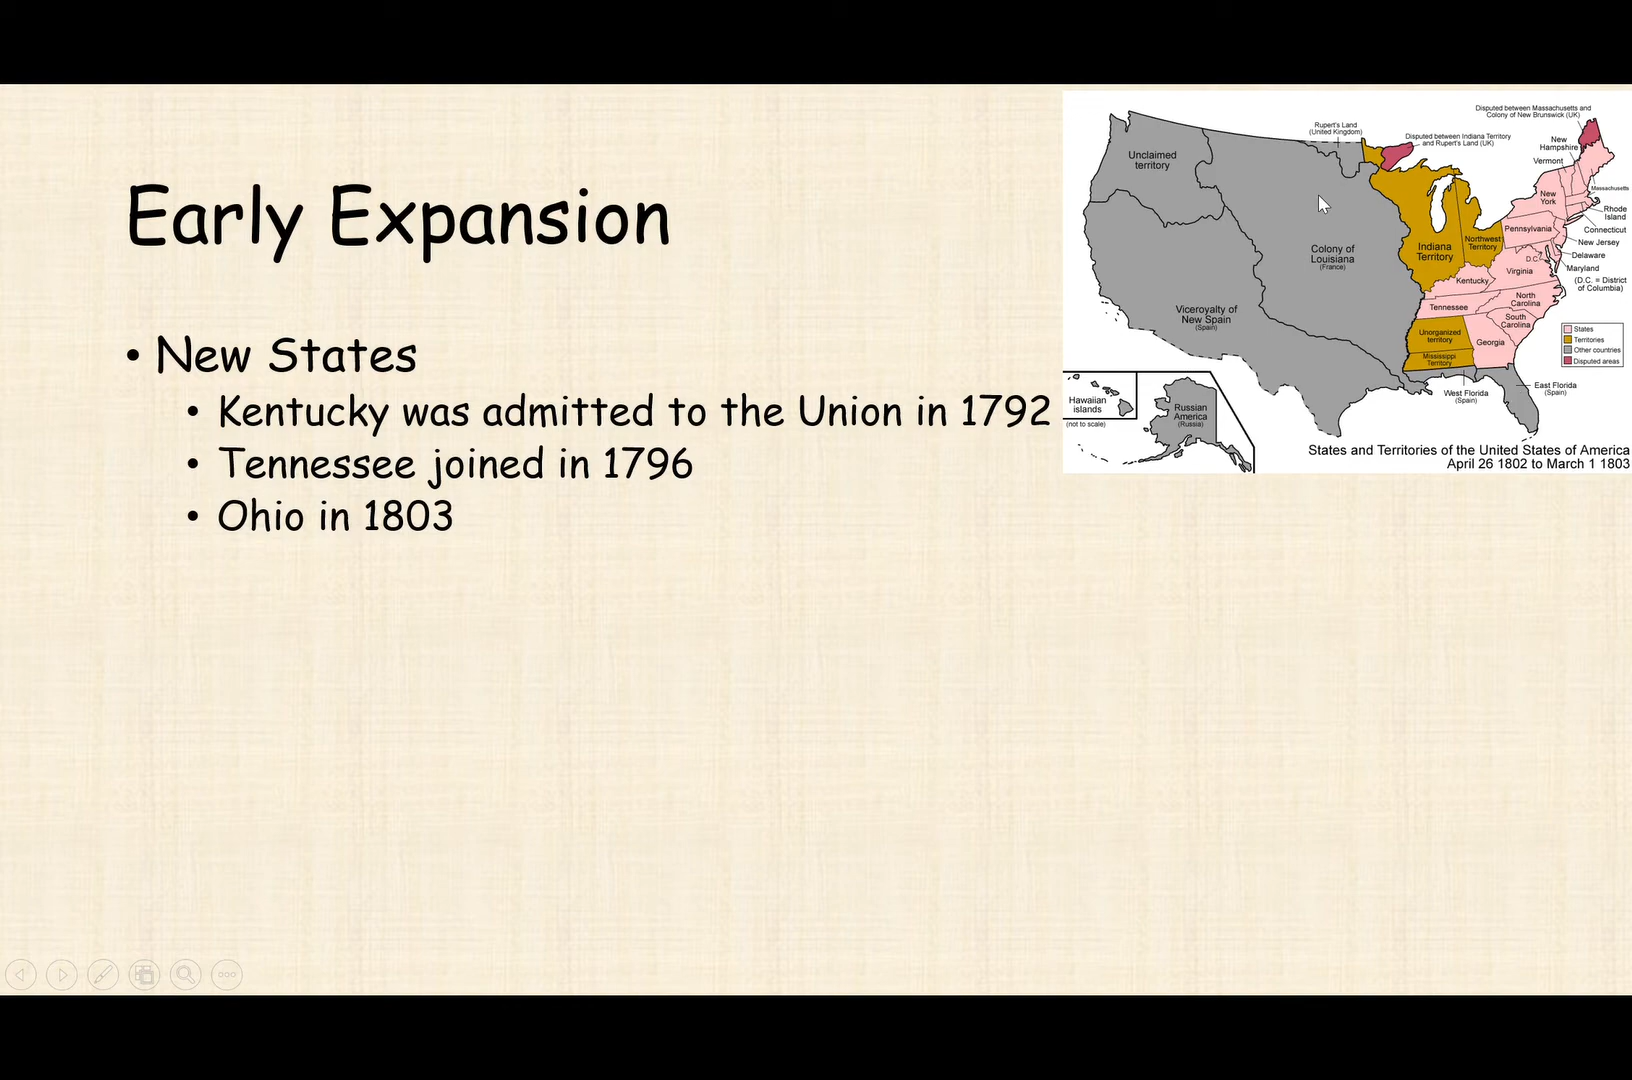 Early Expansion
• New States
• Kentucky was admitted to the Union in 1792
• Tennessee joined in 1796
• Ohio in 1803
Disputed between Massachusetts and
Colony of New Brunswick (UK)
Rupert's Land
(United Kingdom)
Disputed between Indiana Territory
and Rupert's Land (UK)
New
Hampshire
Vermont
Massachusetts
Unclaimed
territory
New
York
Rhode
Island
Connecticut
Pennsylvania
New Jersey
Northwest
Territory
Indiana
Territory
Colony of
Louisiana
(France)
Delaware
D.C.
Maryland
Virginia
(D.C. = District
of Columbia)
Kentucky
North
Carolina
Tennessee
Viceroyalty of
New Spain
(Spain)
South
Carolina
Unorganized
territory
Georgia
Mississippi
Territory
States
Territories
Other countries
Disputed areas
East Florida
(Spain)
West Florida
(Spain)
Hawaiian
islands
(not to scale)
Russian
America
(Russia)
States and Territories of the United States of America
April 26 1802 to March 1 1803